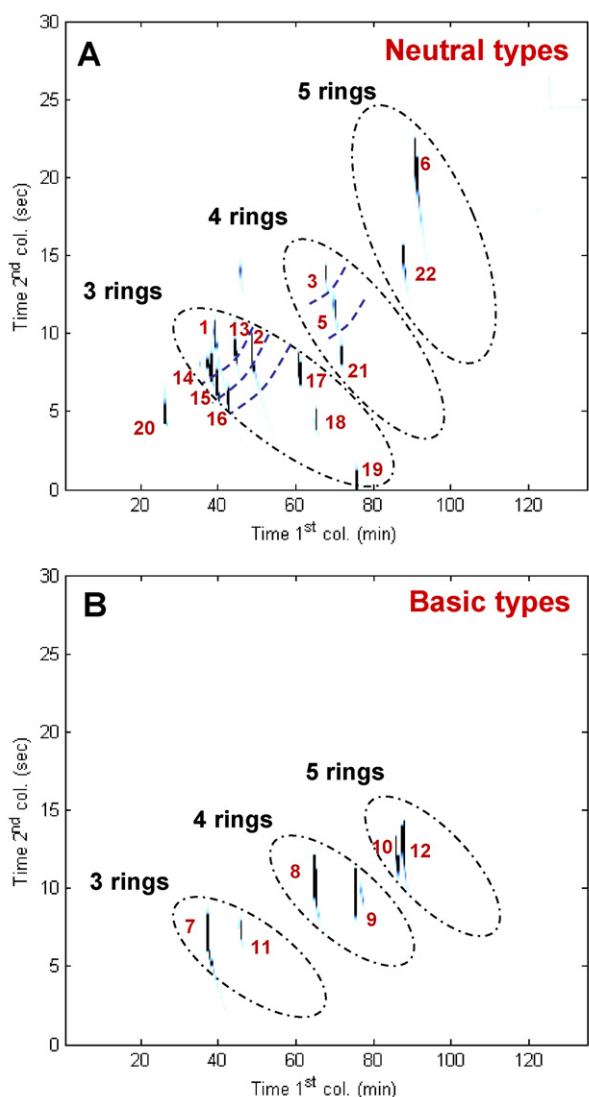 A
Neutral types
5 rings
4 rings
3 rings
6
22
3
5
21
1
13
2
14
15
16
17
18
19
20
30
25
20
15
10
5
0
20 40 60 80 100 120
Time 2nd col. (sec)
Time 1st col. (min)
B
Basic types
5 rings
4 rings
3 rings
10
12
8
9
7
11
30
25
20
15
10
5
0
20 40 60 80 100 120
Time 2nd col. (sec)
Time 1st col. (min)